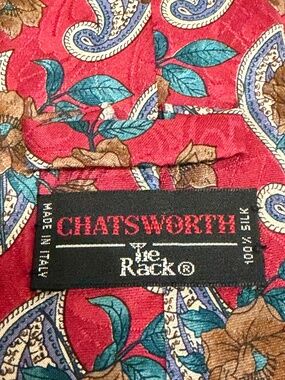 MADE IN ITALY
CHATSWORTH
Tie
Rack®
100% SILK